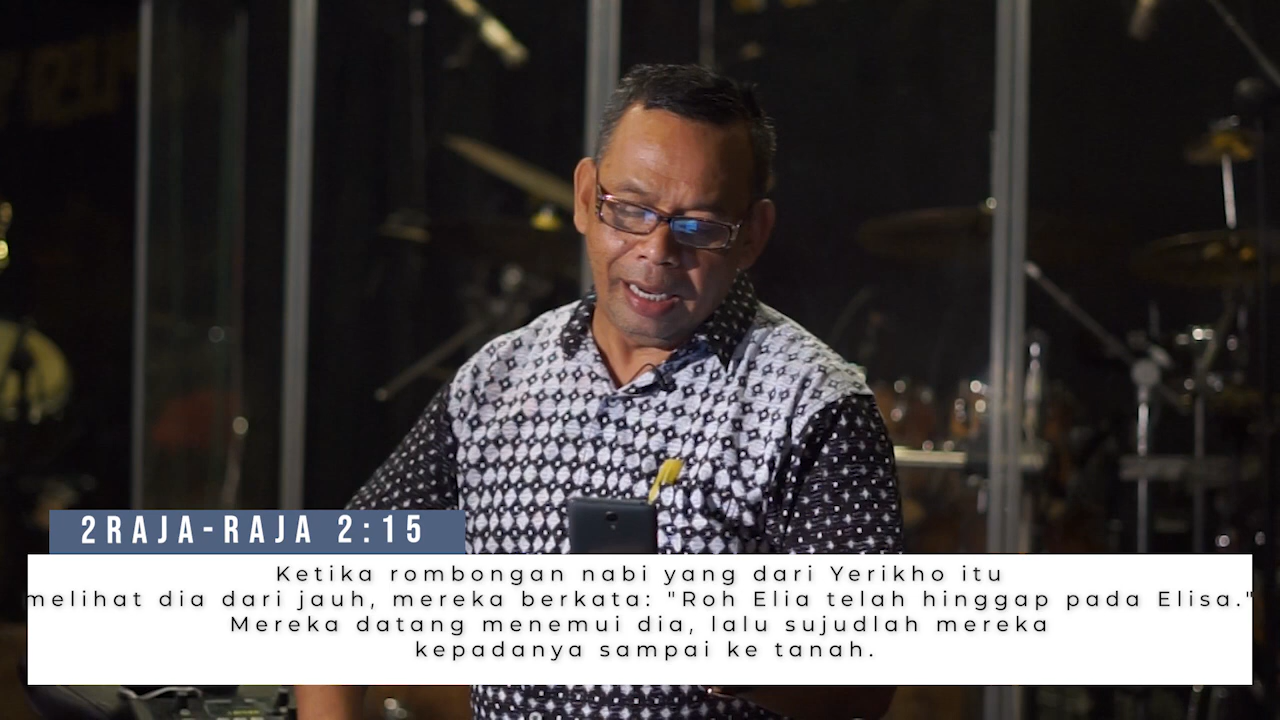 2RAJA-RAJA 2:15
Ketika rombongan nabi yang dari Yerikho itu
melihat dia dari jauh, mereka berkata: "Roh Elia telah hinggap pada Elisa."
Mereka datang menemui dia, lalu sujudlah mereka
kepadanya sampai ke tanah.